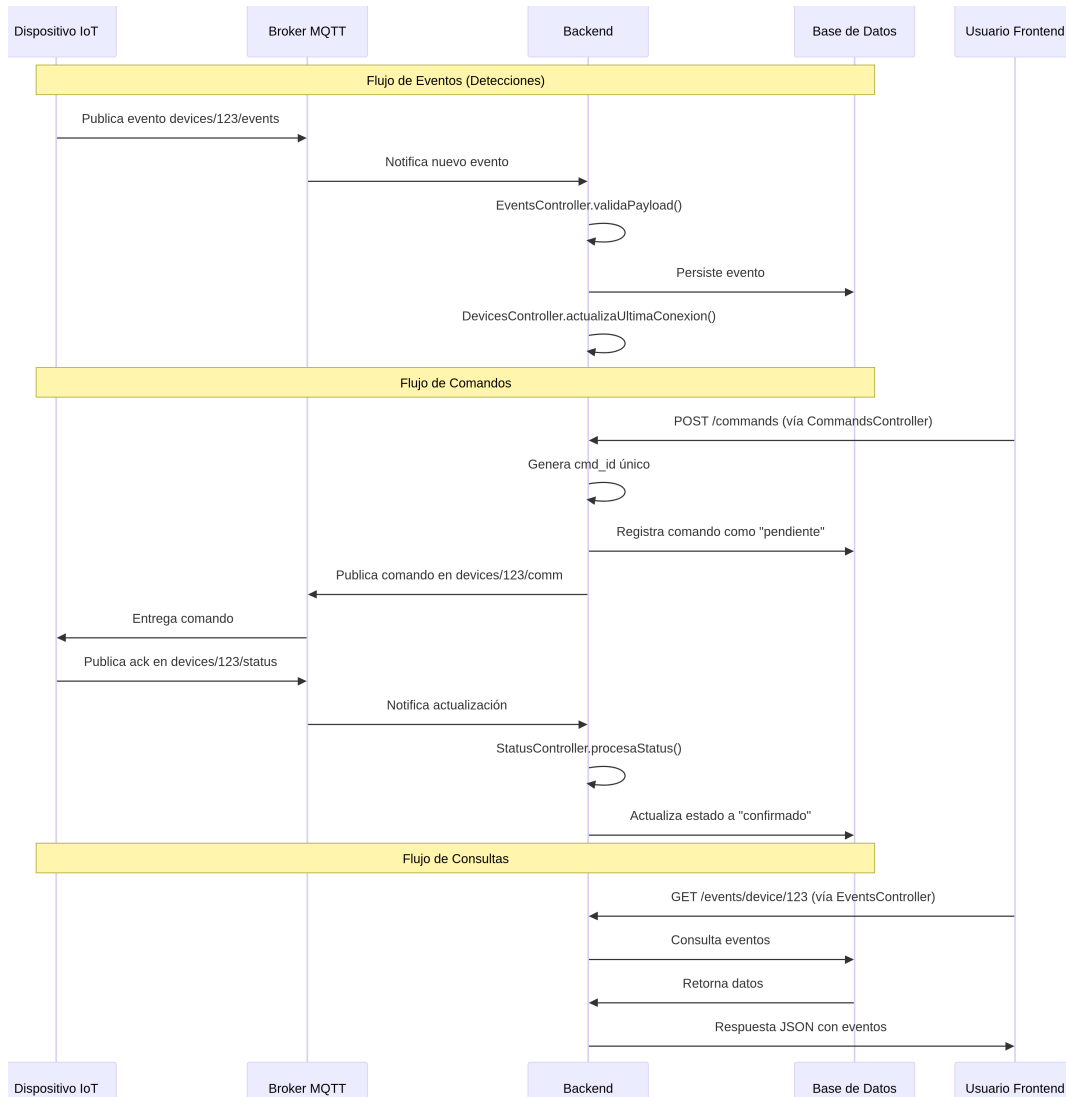 Dispositivo IoT
Broker MQTT
Backend
Base de Datos
Usuario Frontend
Flujo de Eventos (Detecciones)
Publica evento devices/123/events
Notifica nuevo evento
EventsController.validaPayload()
Persiste evento
DevicesController.actualizaUltimaConexion()
Flujo de Comandos
POST /commands (vía CommandsController)
Genera cmd_id único
Registra comando como "pendiente"
Publica comando en devices/123/comm
Entrega comando
Publica ack en devices/123/status
Notifica actualización
StatusController.procesaStatus()
Actualiza estado a "confirmado"
Flujo de Consultas
GET /events/device/123 (vía EventsController)
Consulta eventos
Retorna datos
Respuesta JSON con eventos
Dispositivo IoT
Broker MQTT
Backend
Base de Datos
Usuario Frontend